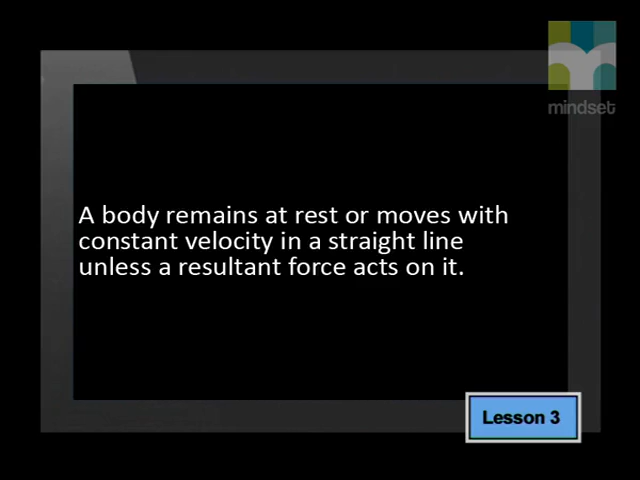 mindset
A body remains at rest or moves with
constant velocity in a straight line
unless a resultant force acts on it.
Lesson 3